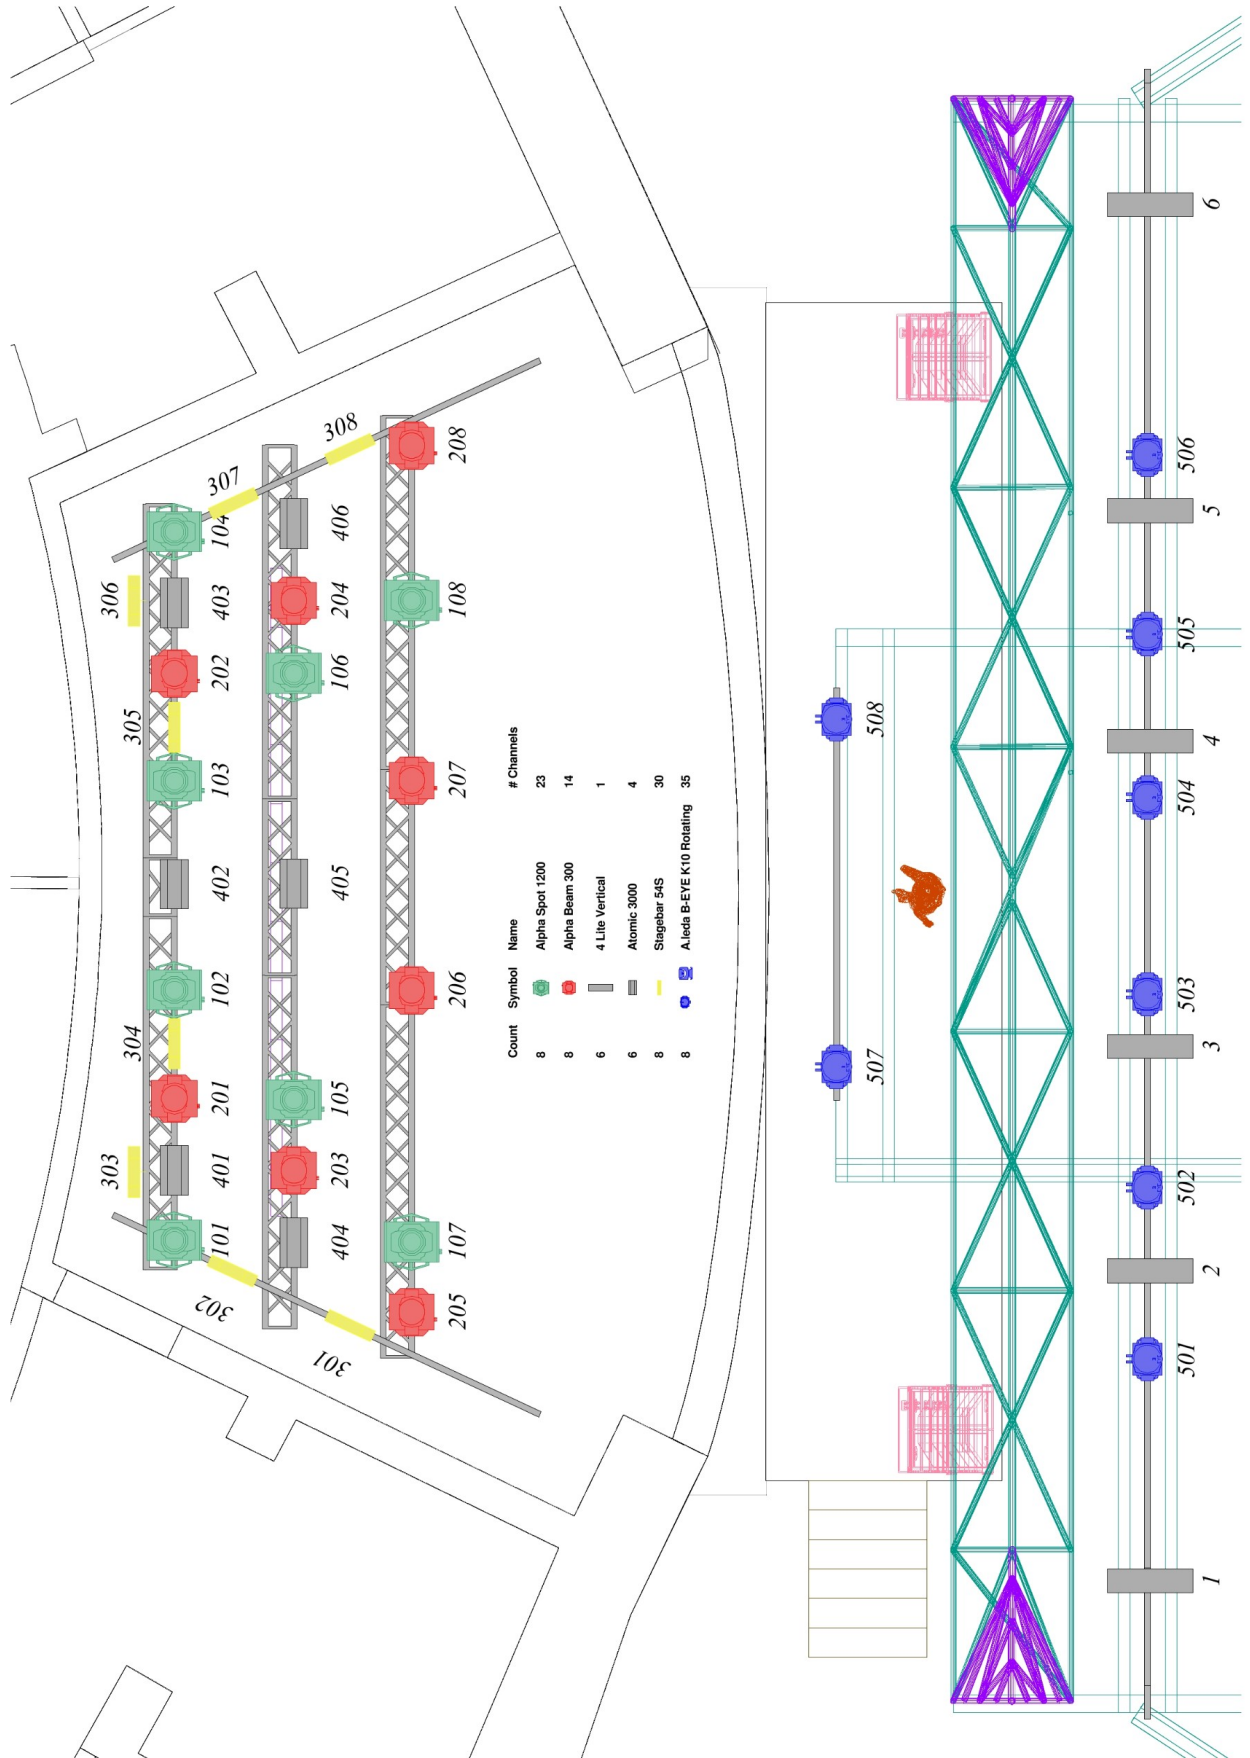 303 306
304 305
302 101 401 201 102 402 103 202 403 104 307
301 404 203 105 405 106 204 406 308
205 107 206 207 108 208
Count Symbol Name # Channels
8 Alpha Spot 1200 23
8 Alpha Beam 300 14
6 4 Lite Vertical 1
6 Atomic 3000 4
8 Stagebar 54S 30
8 A.leda B-EYE K10 Rotating 35
507 508
501 502 503 504 505 506
1 2 3 4 5 6